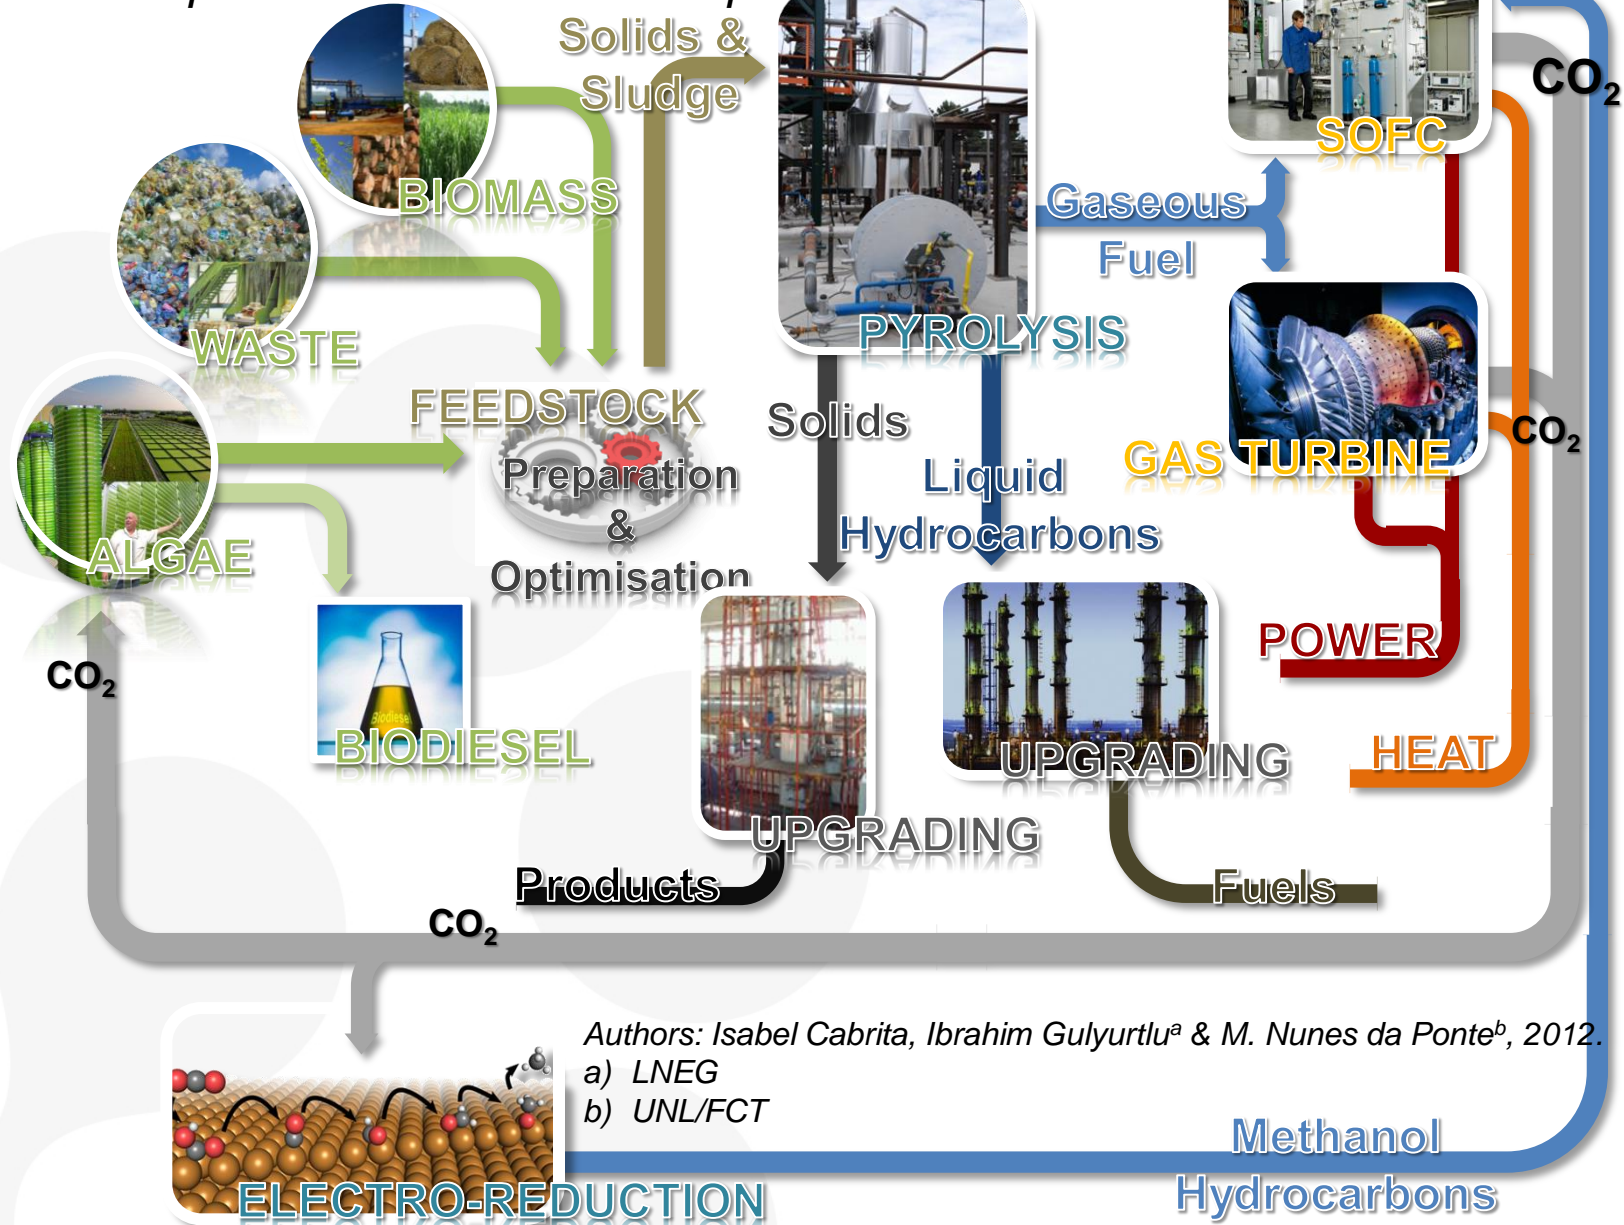 Solids &
Sludge
CO2
SOFC
BIOMASS
Gaseous
Fuel
WASTE
PYROLYSIS
FEEDSTOCK
Solids
CO2
GAS TURBINE
Preparation
&
Optimisation
Liquid
Hydrocarbons
ALGAE
POWER
CO2
Biodiesel
BIODIESEL
UPGRADING
HEAT
UPGRADING
Products
Fuels
CO2
Authors: Isabel Cabrita, Ibrahim Gulyurtluᵃ & M. Nunes da Ponteᵇ, 2012.
a) LNEG
b) UNL/FCT
Methanol
Hydrocarbons
ELECTRO-REDUCTION